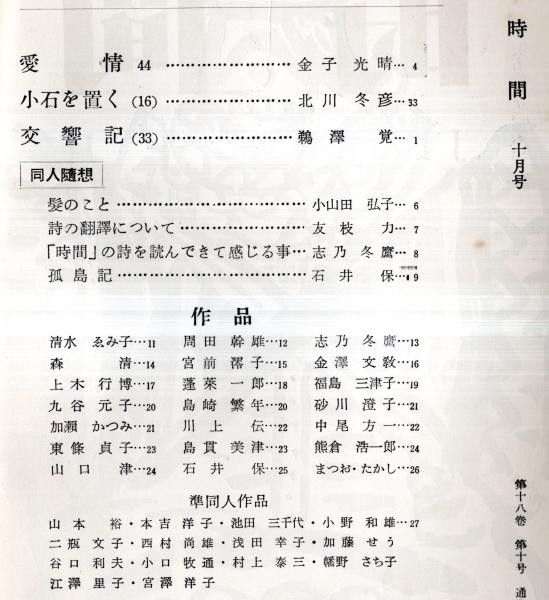 時間 十月号
愛情 44 …………………… 金子光晴… 4
小石を置く (16) …………………… 北川冬彦… 33
交響記 (33) …………………… 鵜澤覚… 1
同人随想
髪のこと …………………… 小山田弘子… 6
詩の翻譯について …………………… 友枝力… 7
「時間」の詩を読んできて感じる事… 志乃冬鷹… 8
孤島記 …………………… 石井保… 9
作品
清水ゑみ子…11 周田幹雄…12 志乃冬鷹…13
森清…14 宮前澪子…15 金澤文教…16
上木行博…17 蓬萊一郎…18 福島三津子…19
九谷元子…20 島崎繁年…20 砂川澄子…21
加瀬かつみ…21 川上伝…22 中尾方一…22
東條貞子…23 島貫美津…23 熊倉浩一郎…24
山口津…24 石井保…25 まつお・たかし…26
準同人作品
山本裕・本吉洋子・池田三千代・小野和雄…27
二瓶文子・西村尚雄・浅田幸子・加藤せう
谷口利夫・小口牧通・村上泰三・幡野さち子
江澤里子・宮澤洋子
第十八巻 第十号 通